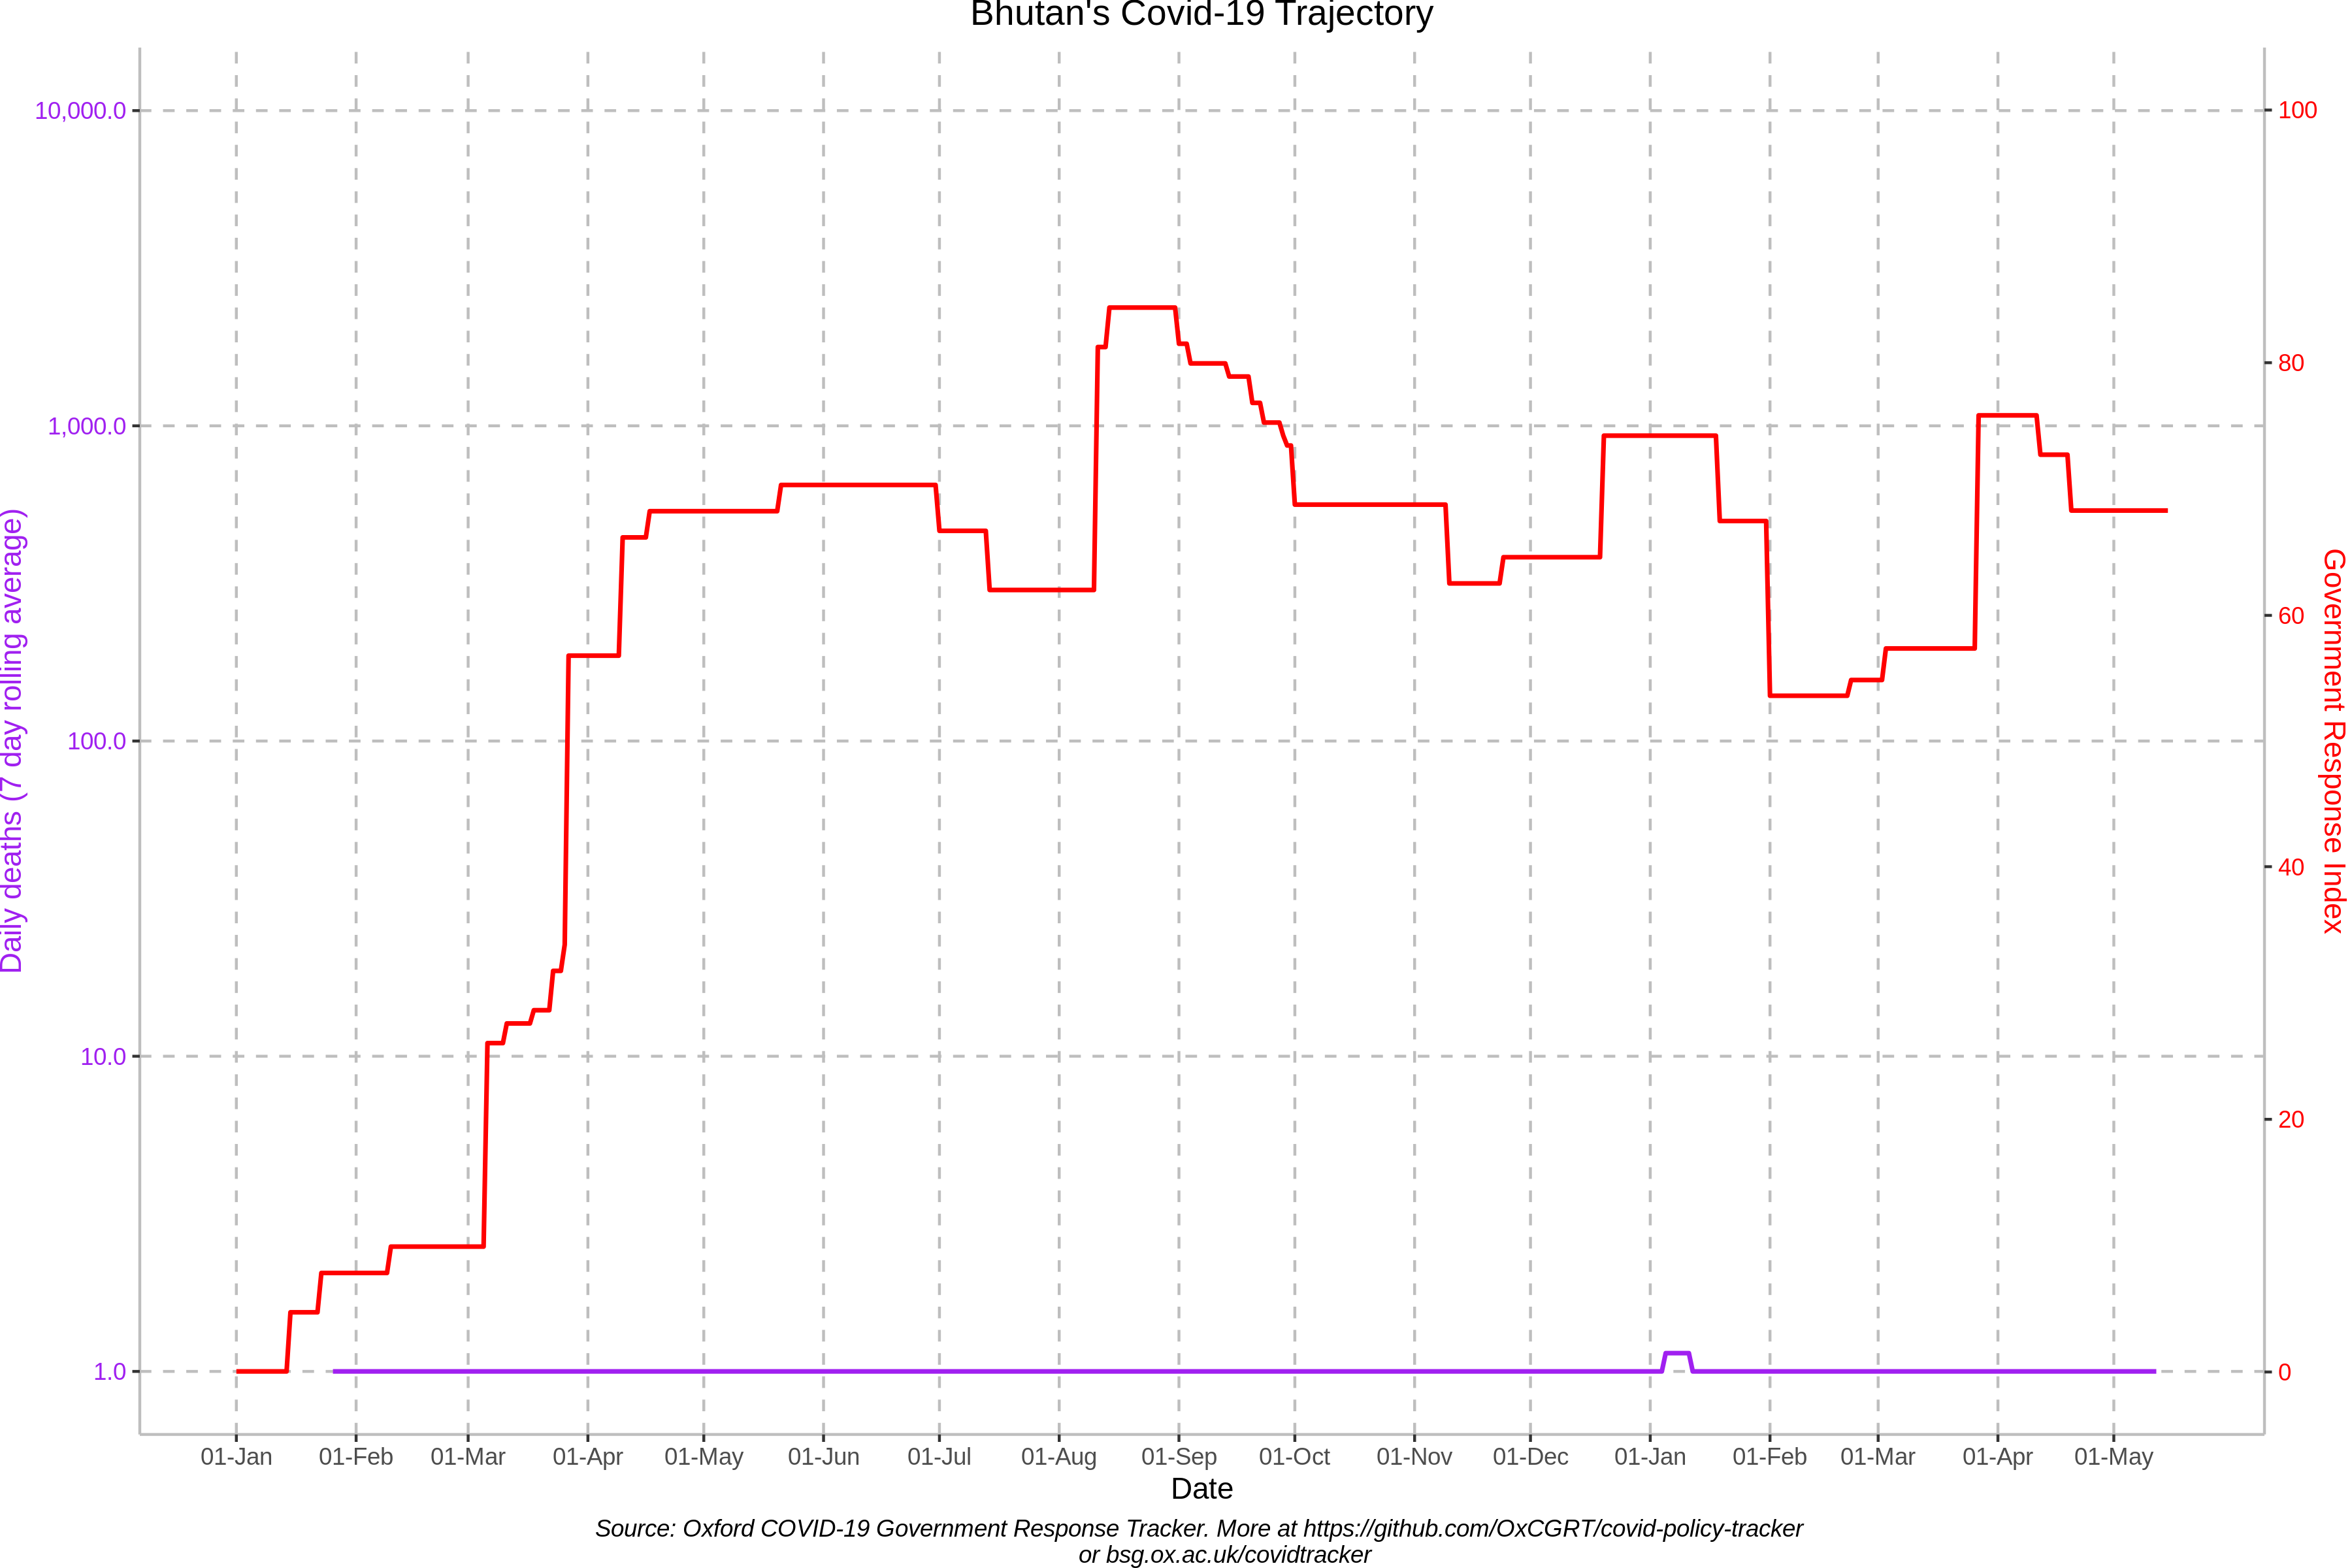 Bhutan's Covid-19 Trajectory
10,000.0
1,000.0
100.0
10.0
1.0
Daily deaths (7 day rolling average)
100
80
60
40
20
0
Government Response Index
01-Jan 01-Feb 01-Mar 01-Apr 01-May 01-Jun 01-Jul 01-Aug 01-Sep 01-Oct 01-Nov 01-Dec 01-Jan 01-Feb 01-Mar 01-Apr 01-May
Date
Source: Oxford COVID-19 Government Response Tracker. More at https://github.com/OxCGRT/covid-policy-tracker
or bsg.ox.ac.uk/covidtracker